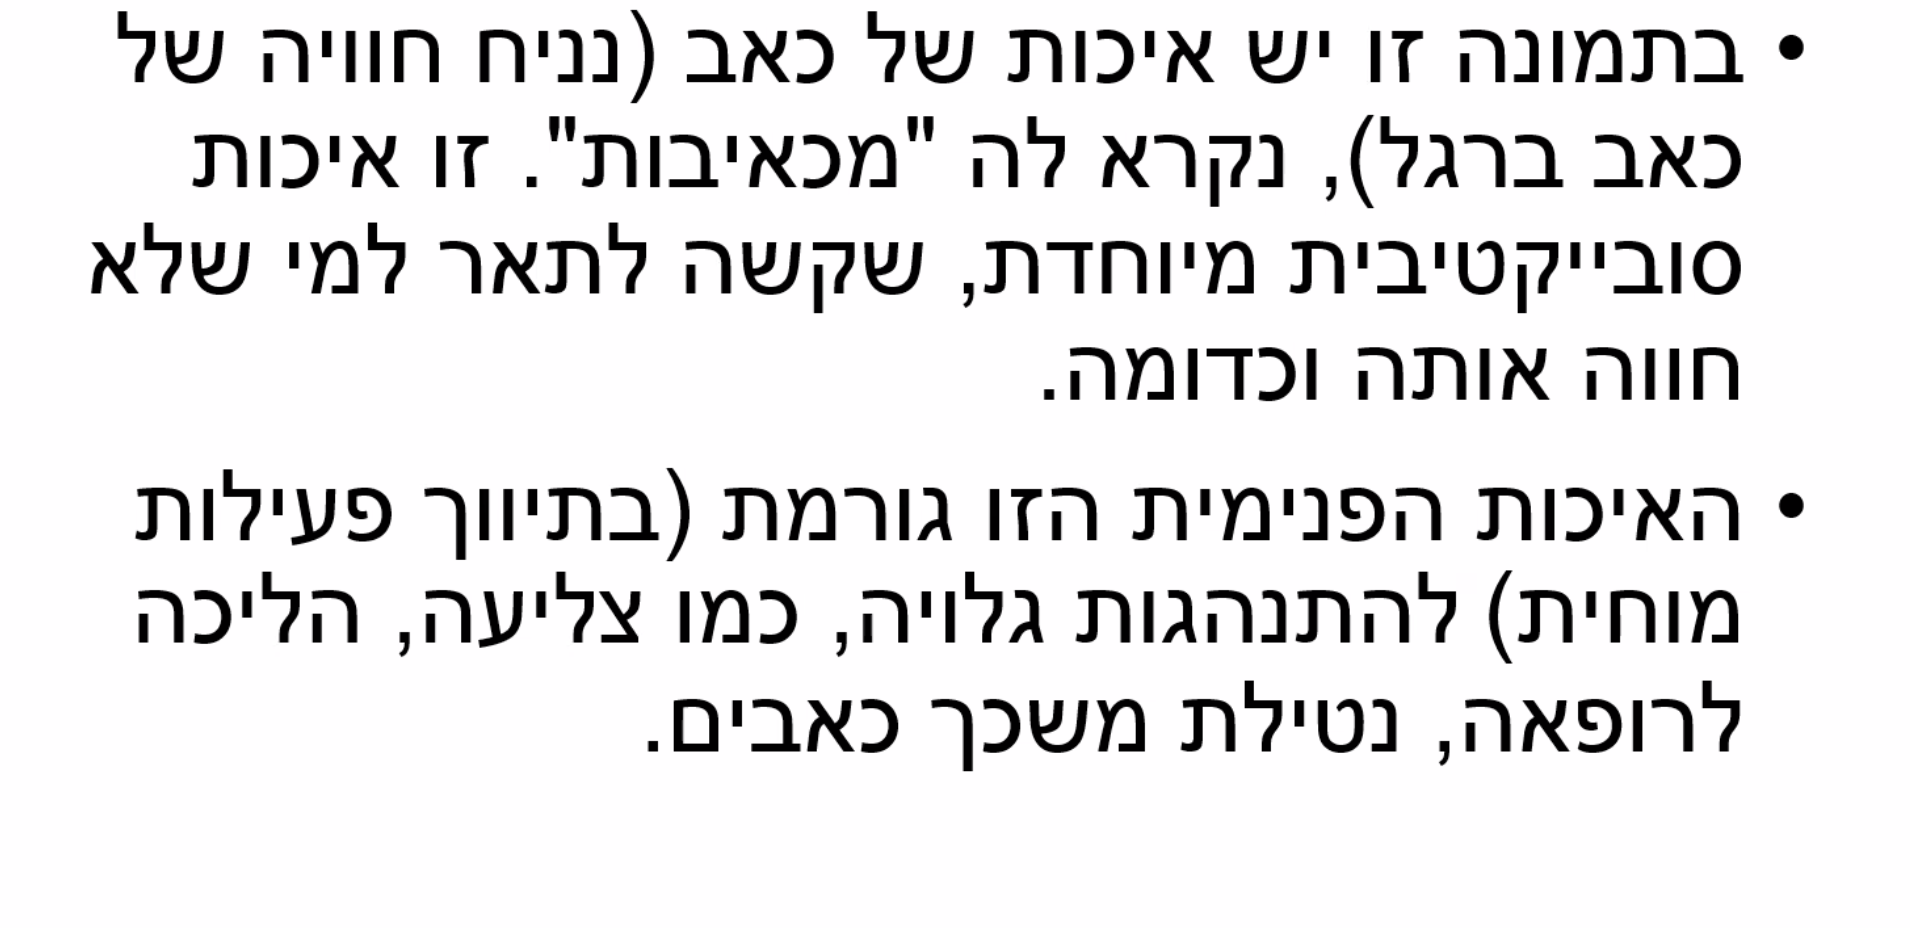 • בתמונה זו יש איכות של כאב (נניח חוויה של
כאב ברגל), נקרא לה "מכאיבות". זו איכות
סובייקטיבית מיוחדת, שקשה לתאר למי שלא
חווה אותה וכדומה.
• האיכות הפנימית הזו גורמת (בתיווך פעילות
מוחית) להתנהגות גלויה, כמו צליעה, הליכה
לרופאה, נטילת משכך כאבים.